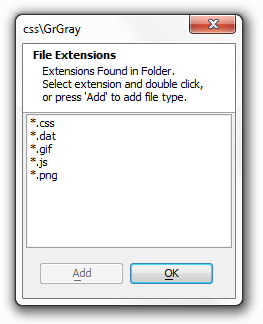 css\GrGray
File Extensions
Extensions Found in Folder.
Select extension and double click,
or press 'Add' to add file type.
*.css
*.dat
*.gif
*.js
*.png
Add
OK